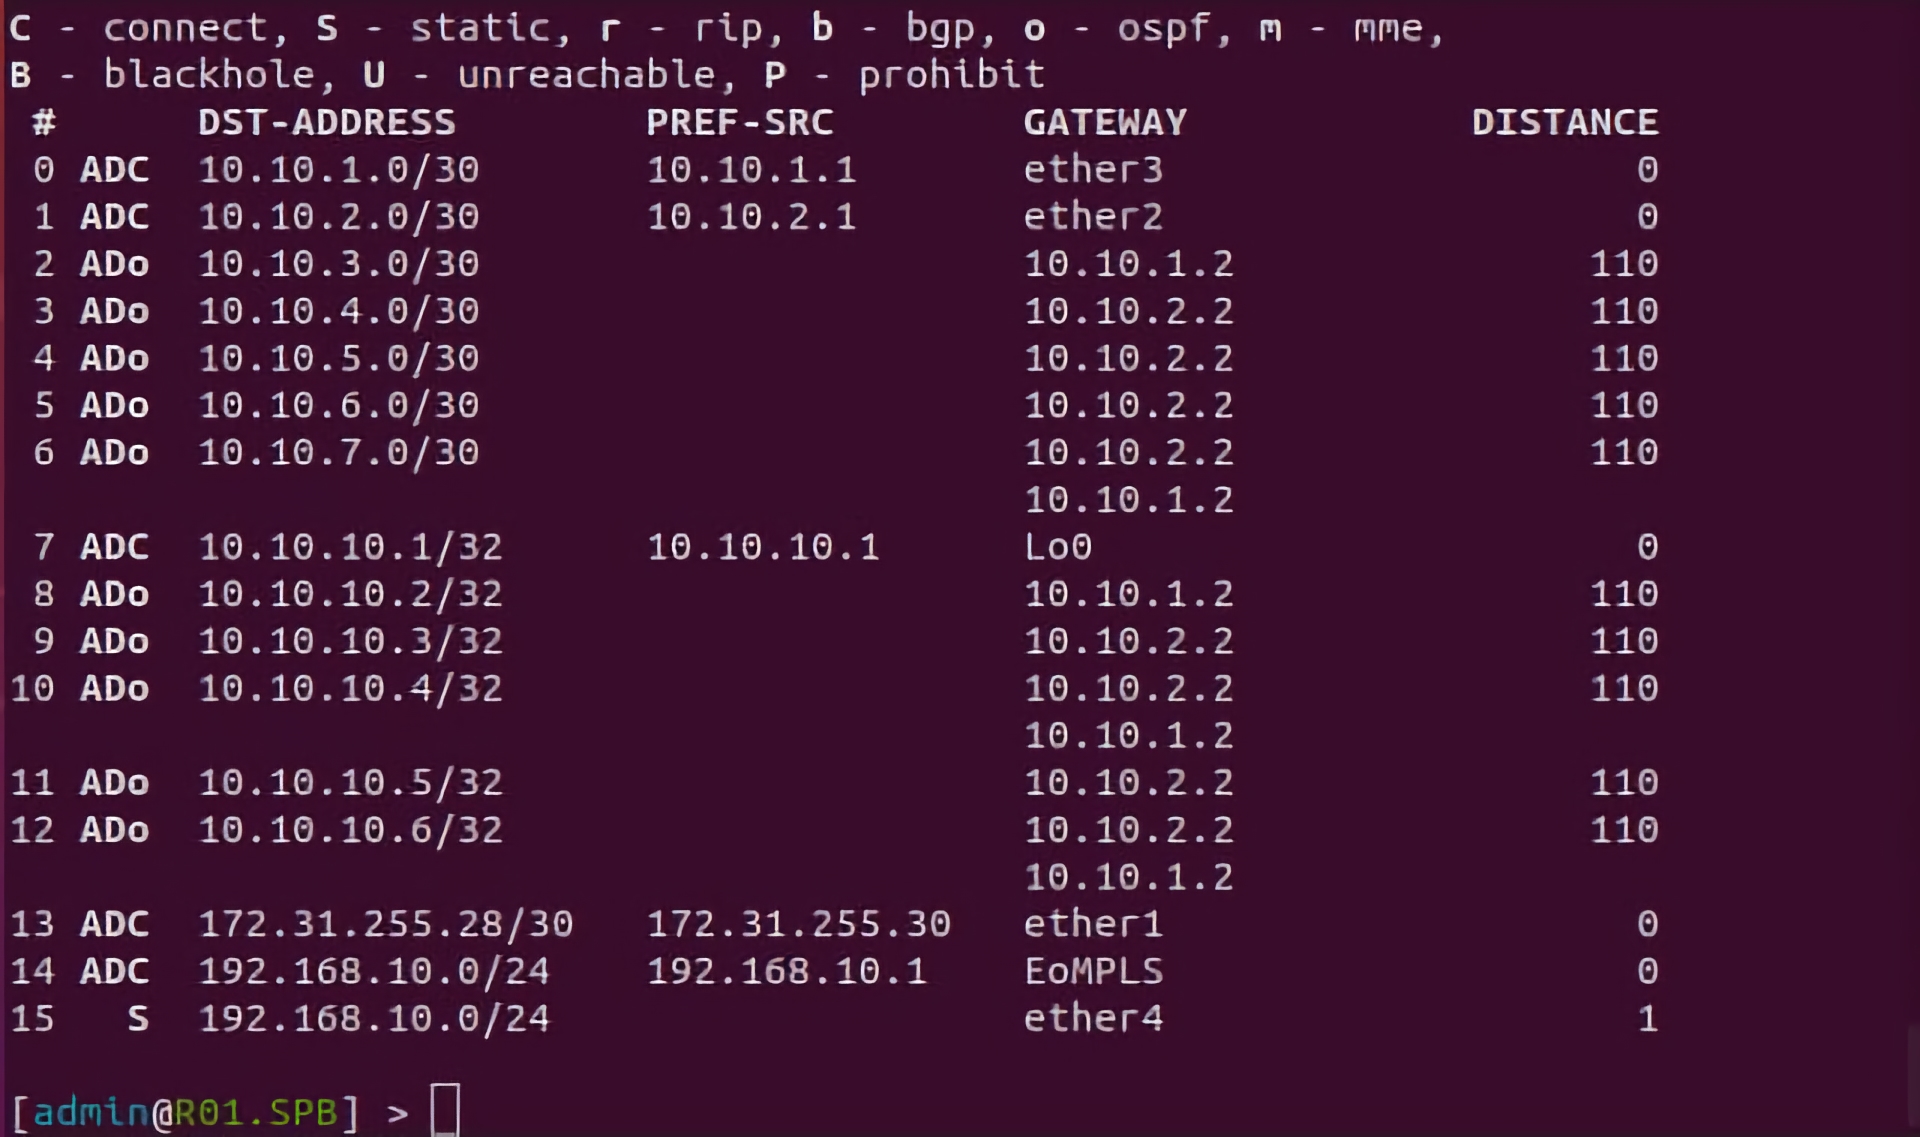 C - connect, S - static, r - rip, b - bgp, o - ospf, m - mme,
B - blackhole, U - unreachable, P - prohibit
 #      DST-ADDRESS        PREF-SRC        GATEWAY            DISTANCE
 0 ADC  10.10.1.0/30       10.10.1.1       ether3                    0
 1 ADC  10.10.2.0/30       10.10.2.1       ether2                    0
 2 ADo  10.10.3.0/30                       10.10.1.2               110
 3 ADo  10.10.4.0/30                       10.10.2.2               110
 4 ADo  10.10.5.0/30                       10.10.2.2               110
 5 ADo  10.10.6.0/30                       10.10.2.2               110
 6 ADo  10.10.7.0/30                       10.10.2.2               110
                                           10.10.1.2
 7 ADC  10.10.10.1/32      10.10.10.1      Lo0                       0
 8 ADo  10.10.10.2/32                      10.10.1.2               110
 9 ADo  10.10.10.3/32                      10.10.2.2               110
10 ADo  10.10.10.4/32                      10.10.2.2               110
                                           10.10.1.2
11 ADo  10.10.10.5/32                      10.10.2.2               110
12 ADo  10.10.10.6/32                      10.10.2.2               110
                                           10.10.1.2
13 ADC  172.31.255.28/30   172.31.255.30   ether1                    0
14 ADC  192.168.10.0/24    192.168.10.1    EoMPLS                    0
15   S  192.168.10.0/24                    ether4                    1
[admin@R01.SPB] >